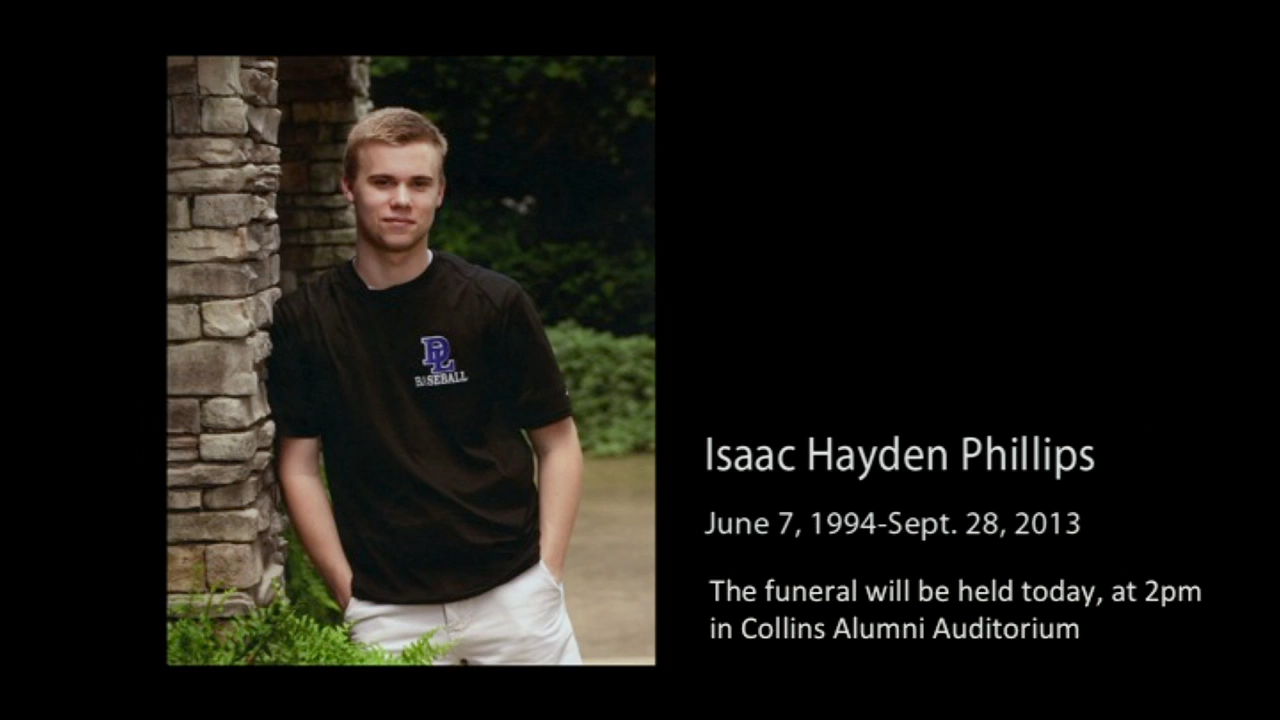 DL
BASEBALL
Isaac Hayden Phillips
June 7, 1994-Sept. 28, 2013
The funeral will be held today, at 2pm
in Collins Alumni Auditorium